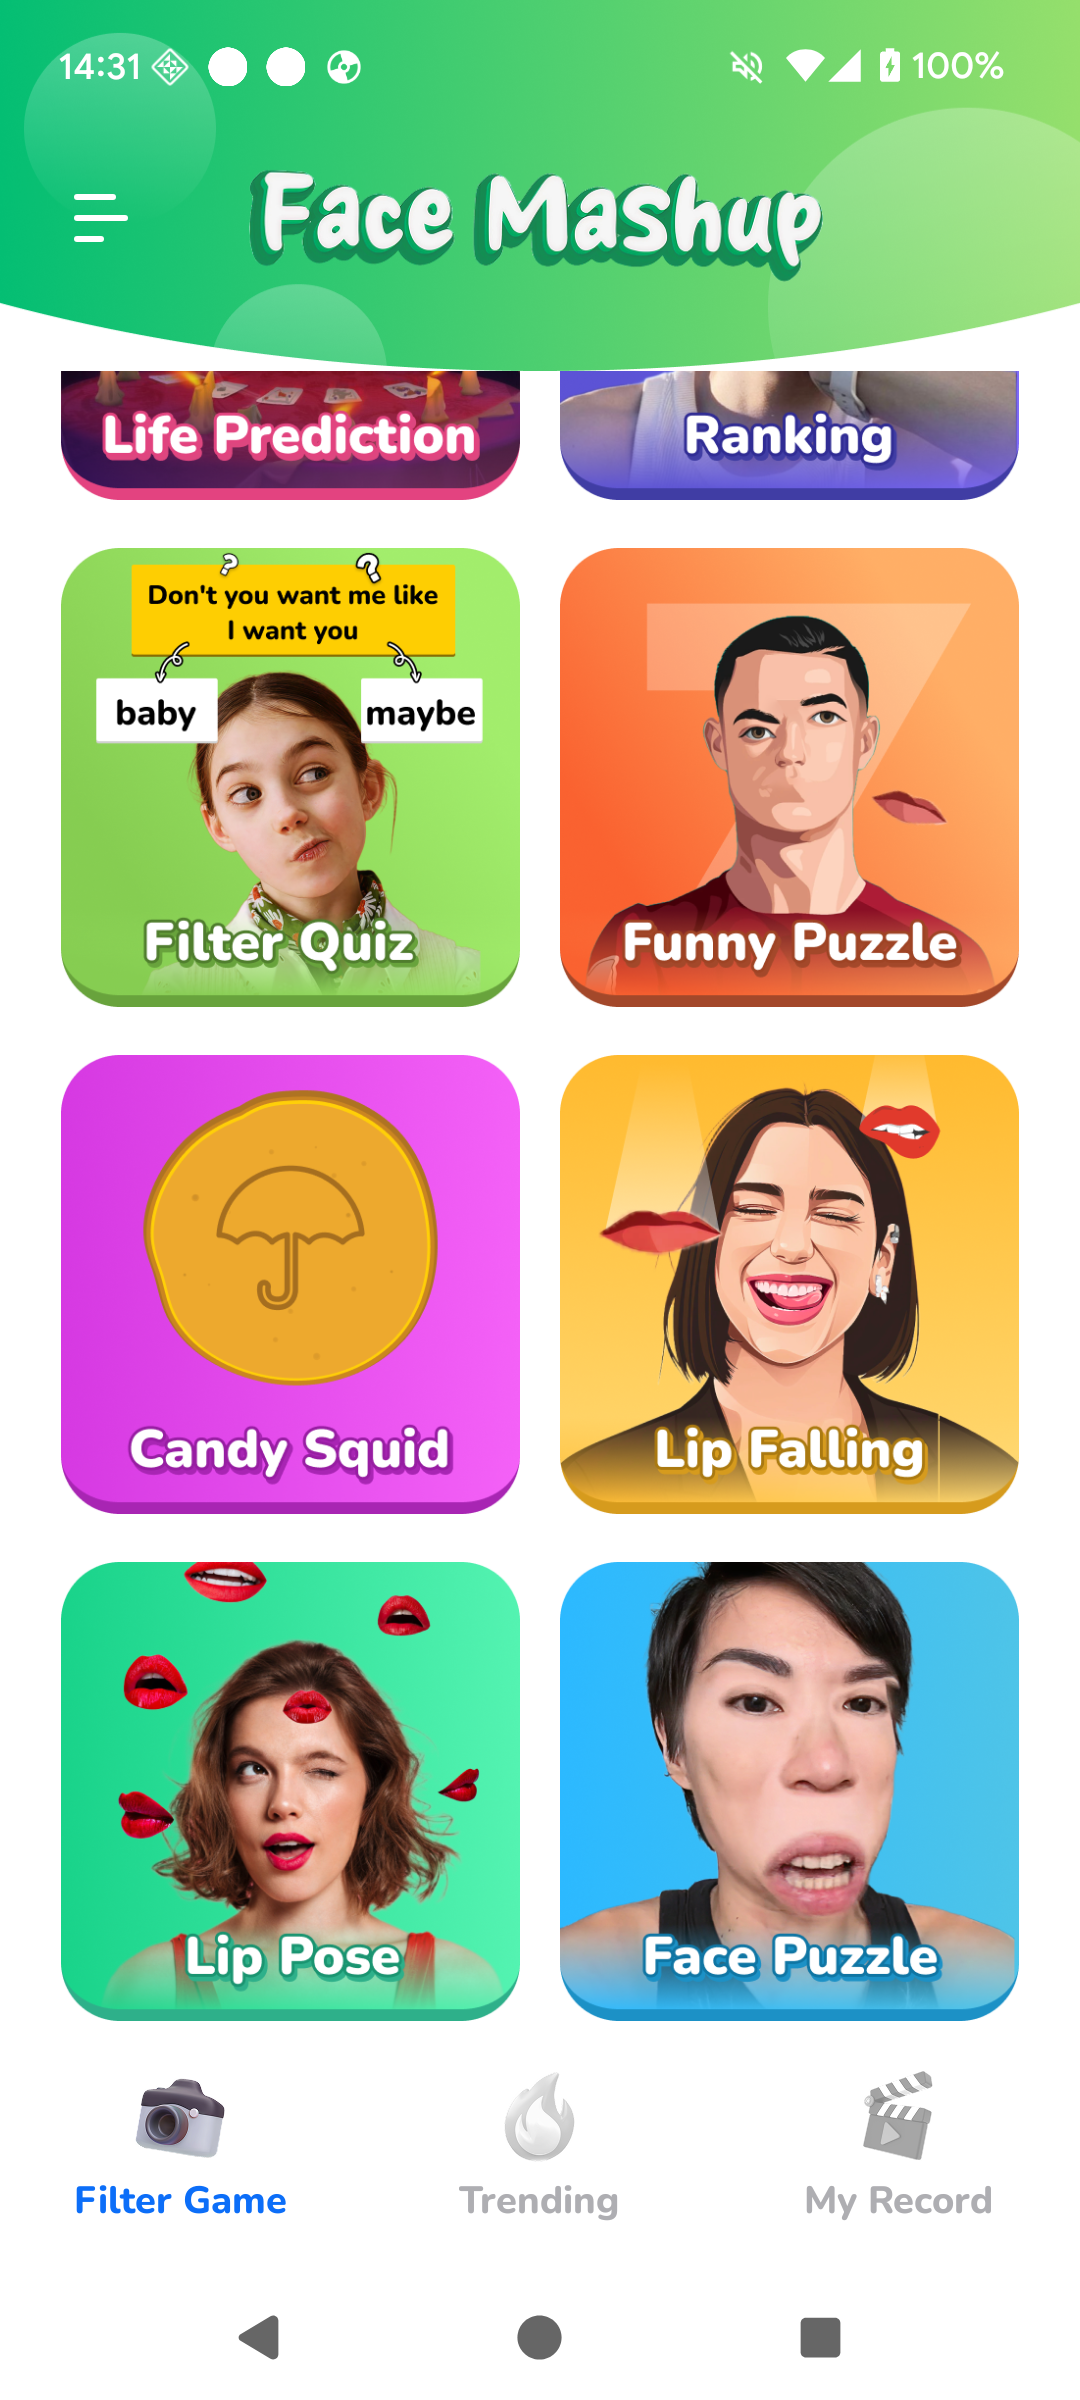 14:31
100%
Face Mashup
Life Prediction
Ranking
Don't you want me like
I want you
baby
maybe
Filter Quiz
7
Funny Puzzle
Candy Squid
Lip Falling
Lip Pose
Face Puzzle
Filter Game
Trending
My Record